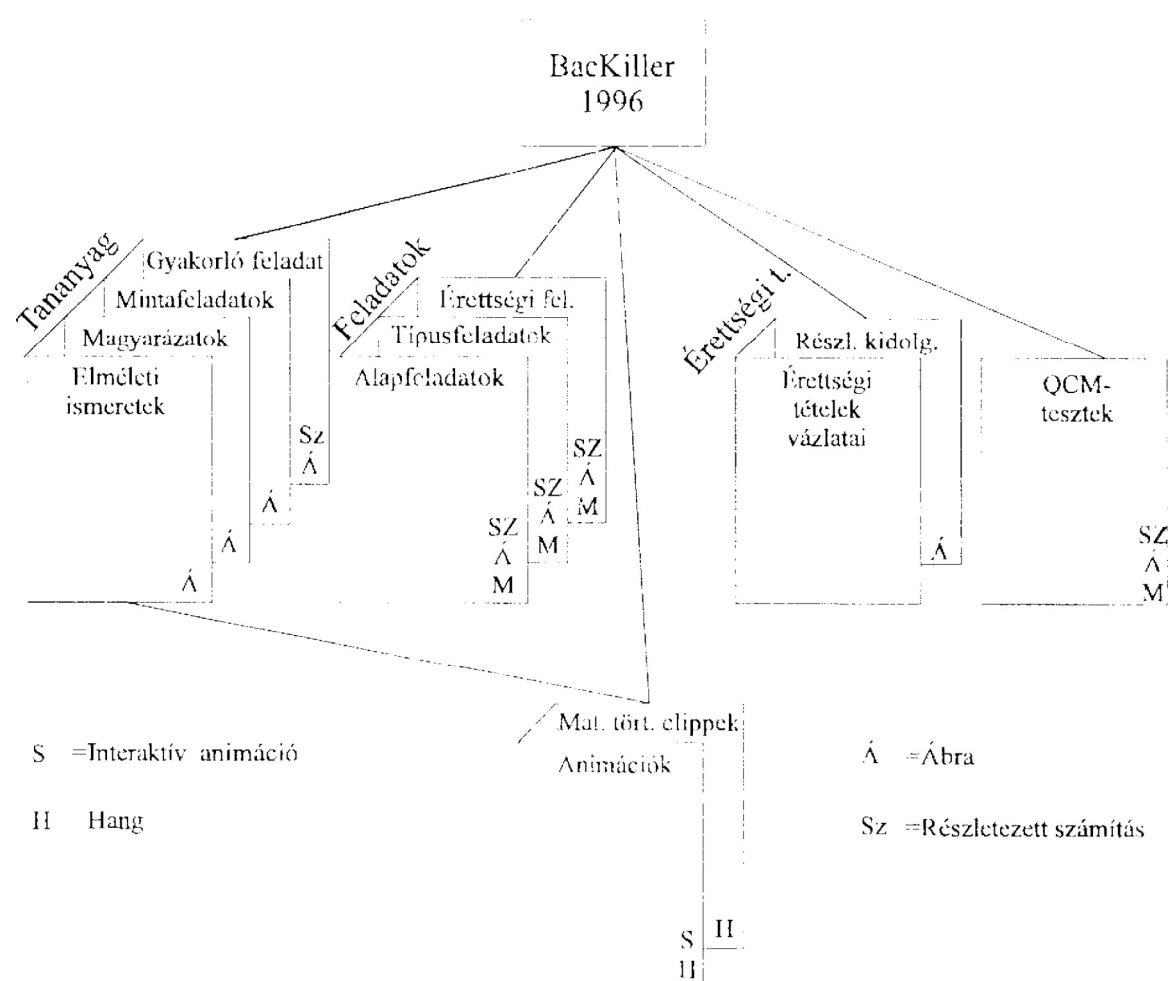 BacKiller
1996
Tananyag
Gyakorló feladat
Mintafeladatok
Magyarázatok
Elméleti
ismeretek
Sz
Á
Á
Á
Á
Feladatok
Érettségi fel.
Típusfeladatok
Alapfeladatok
SZ
Á
M
SZ
Á
M
SZ
Á
M
Érettségi t.
Részl. kidolg.
Érettségi
tételek
vázlatai
Á
QCM-
tesztek
SZ
Á
M
Mat. tört. clippek
Animációk
H
S
H
S =Interaktív animáció
H Hang
Á =Ábra
Sz =Részletezett számítás